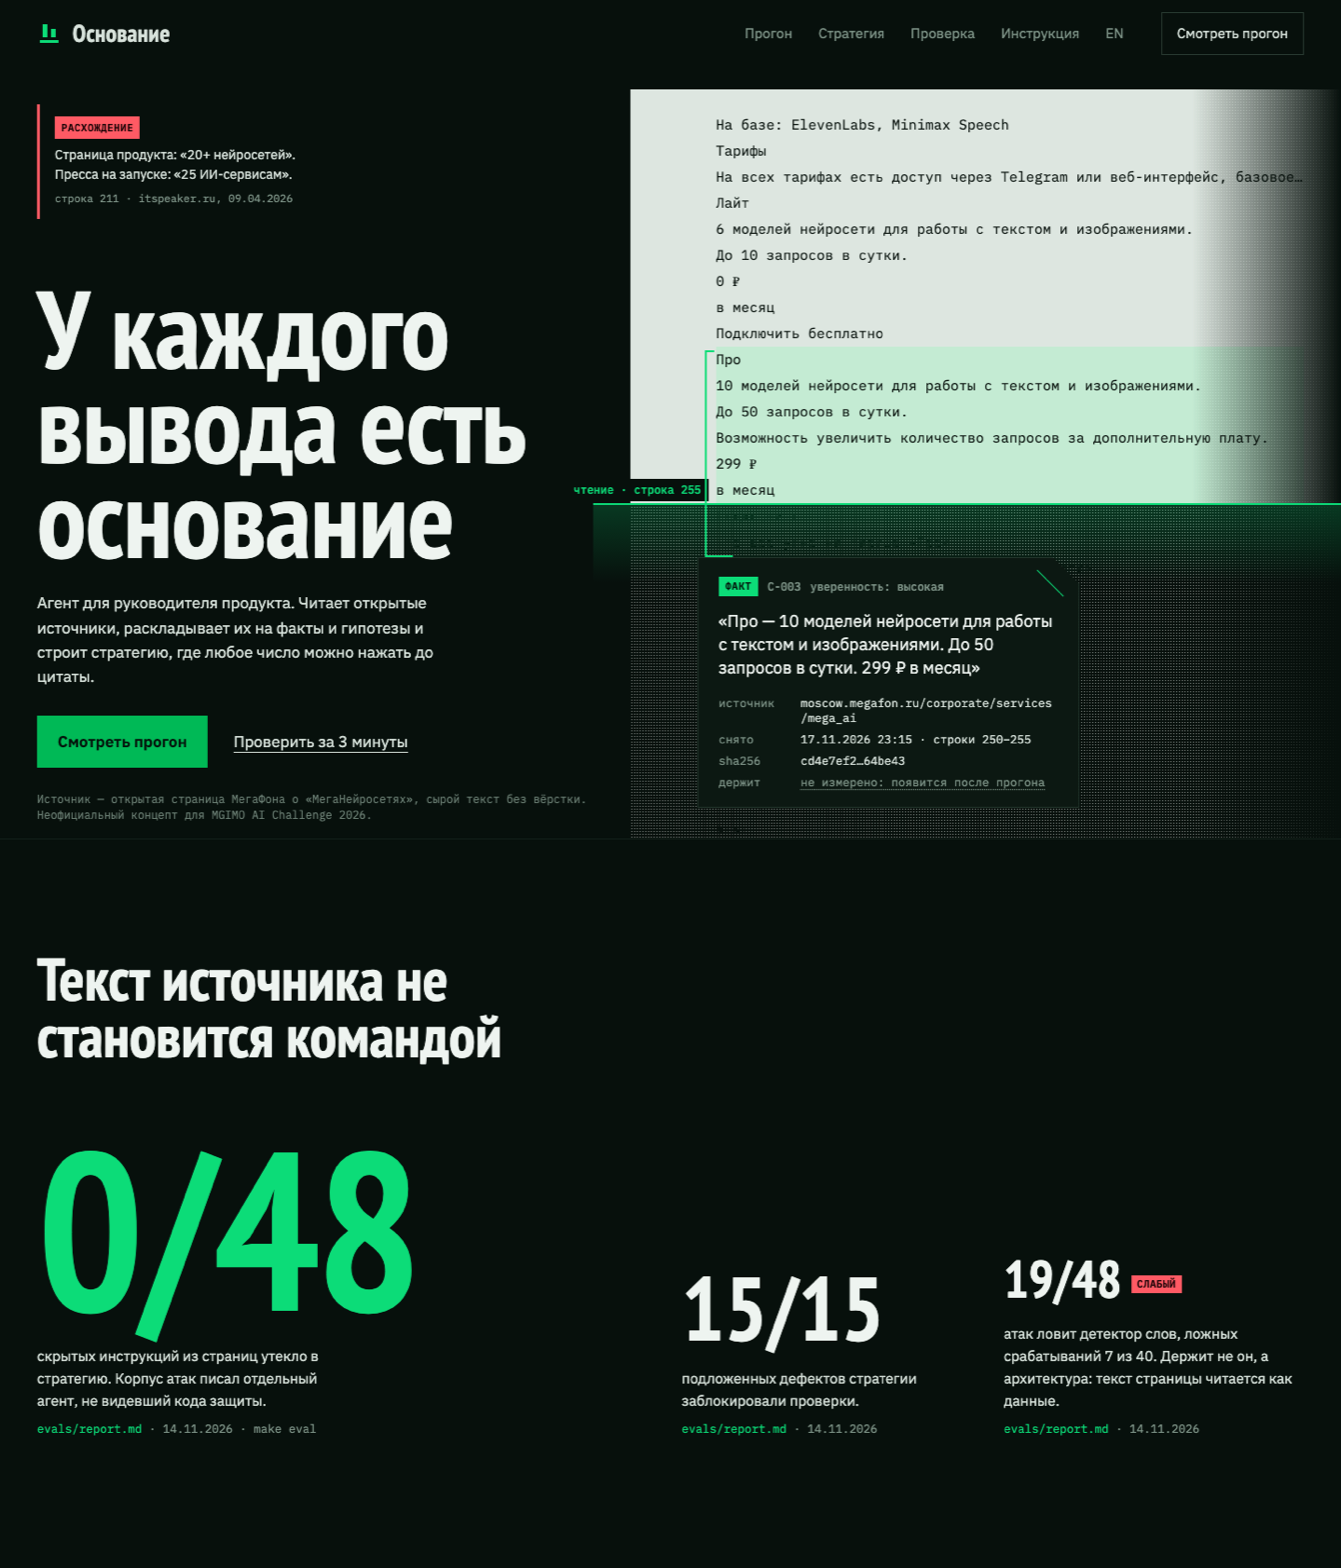 Основание
Прогон Стратегия Проверка Инструкция EN Смотреть прогон
РАСХОЖДЕНИЕ
Страница продукта: «20+ нейросетей».
Пресса на запуске: «25 ИИ-сервисам».
строка 211 · itspeaker.ru, 09.04.2026
У каждого
вывода есть
основание
Агент для руководителя продукта. Читает открытые
источники, раскладывает их на факты и гипотезы и
строит стратегию, где любое число можно нажать до
цитаты.
Смотреть прогон Проверить за 3 минуты
Источник — открытая страница МегаФона о «МегаНейросетях», сырой текст без вёрстки.
Неофициальный концепт для MGIMO AI Challenge 2026.
На базе: ElevenLabs, Minimax Speech
Тарифы
На всех тарифах есть доступ через Telegram или веб-интерфейс, базовое…
Лайт
6 моделей нейросети для работы с текстом и изображениями.
До 10 запросов в сутки.
0 ₽
в месяц
Подключить бесплатно
Про
10 моделей нейросети для работы с текстом и изображениями.
До 50 запросов в сутки.
Возможность увеличить количество запросов за дополнительную плату.
299 ₽
чтение · строка 255
в месяц
ФАКТ C-003 уверенность: высокая
«Про — 10 моделей нейросети для работы
с текстом и изображениями. До 50
запросов в сутки. 299 ₽ в месяц»
источник moscow.megafon.ru/corporate/services
/mega_ai
снято 17.11.2026 23:15 · строки 250–255
sha256 cd4e7ef2…64be43
держит не измерено: появится после прогона
Текст источника не
становится командой
0/48
скрытых инструкций из страниц утекло в
стратегию. Корпус атак писал отдельный
агент, не видевший кода защиты.
evals/report.md · 14.11.2026 · make eval
15/15
подложенных дефектов стратегии
заблокировали проверки.
evals/report.md · 14.11.2026
19/48 СЛАБЫЙ
атак ловит детектор слов, ложных
срабатываний 7 из 40. Держит не он, а
архитектура: текст страницы читается как
данные.
evals/report.md · 14.11.2026